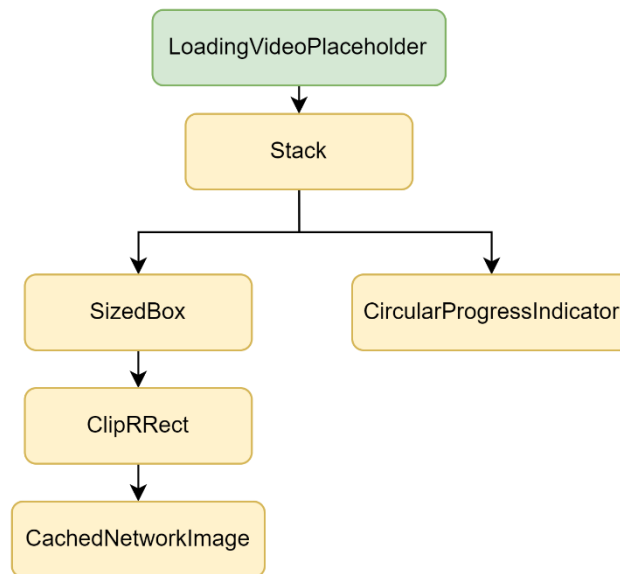 LoadingVideoPlaceholder
Stack
SizedBox
CircularProgressIndicator
ClipRRect
CachedNetworkImage